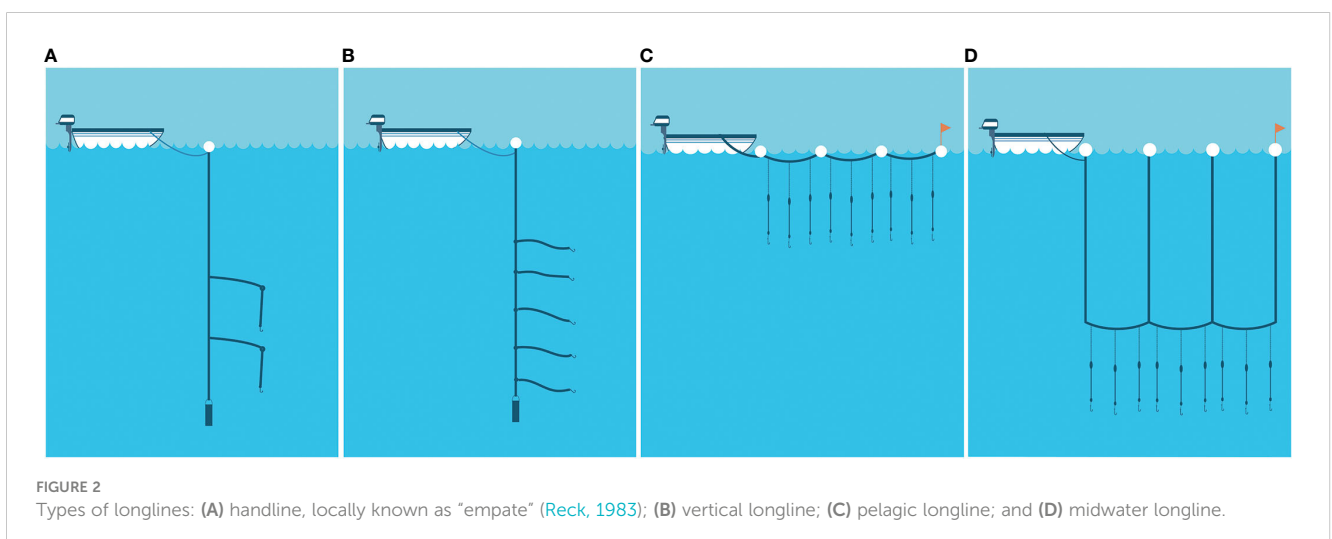 A B C D
FIGURE 2
Types of longlines: (A) handline, locally known as “empate” (Reck, 1983); (B) vertical longline; (C) pelagic longline; and (D) midwater longline.